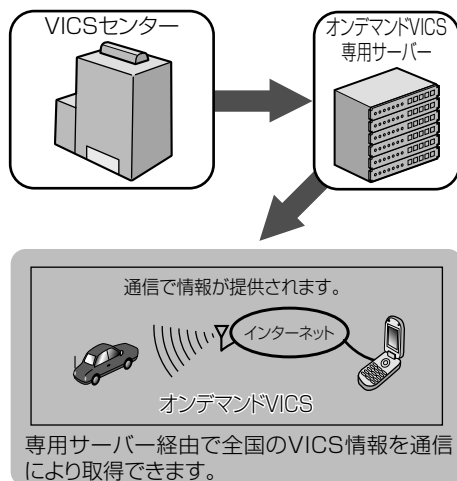 VICSセンター
オンデマンドVICS
専用サーバー
通信で情報が提供されます。
インターネット
オンデマンドVICS
専用サーバー経由で全国のVICS情報を通信
により取得できます。